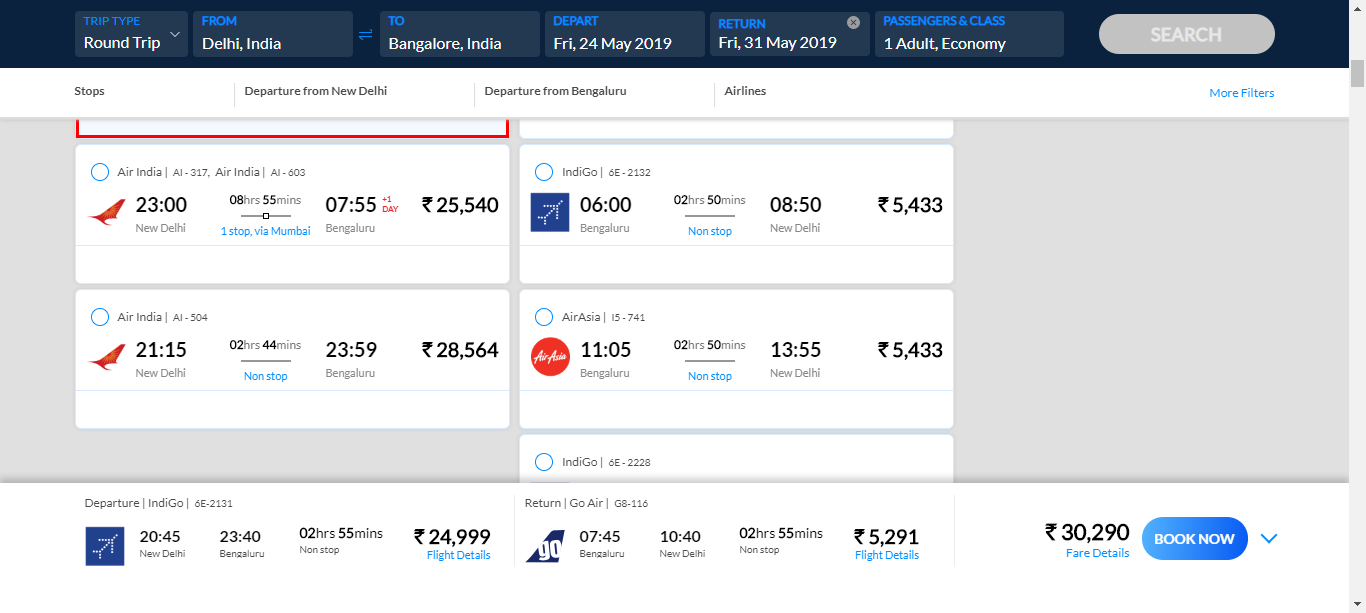 TRIP TYPE
Round Trip
FROM
Delhi, India
TO
Bangalore, India
DEPART
Fri, 24 May 2019
RETURN
Fri, 31 May 2019
PASSENGERS & CLASS
1 Adult, Economy
SEARCH
Stops
Departure from New Delhi
Departure from Bengaluru
Airlines
More Filters
Air India | AI - 317, Air India | AI - 603
23:00
New Delhi
08hrs 55mins
1 stop, via Mumbai
07:55 +1 DAY
Bengaluru
₹ 25,540
IndiGo | 6E - 2132
06:00
Bengaluru
02hrs 50mins
Non stop
08:50
New Delhi
₹ 5,433
Air India | AI - 504
21:15
New Delhi
02hrs 44mins
Non stop
23:59
Bengaluru
₹ 28,564
AirAsia | I5 - 741
AirAsia
11:05
Bengaluru
02hrs 50mins
Non stop
13:55
New Delhi
₹ 5,433
IndiGo | 6E - 2228
Departure | IndiGo | 6E-2131
20:45
New Delhi
23:40
Bengaluru
02hrs 55mins
Non stop
₹ 24,999
Flight Details
Return | Go Air | G8-116
go
07:45
Bengaluru
10:40
New Delhi
02hrs 55mins
Non stop
₹ 5,291
Flight Details
₹ 30,290
Fare Details
BOOK NOW